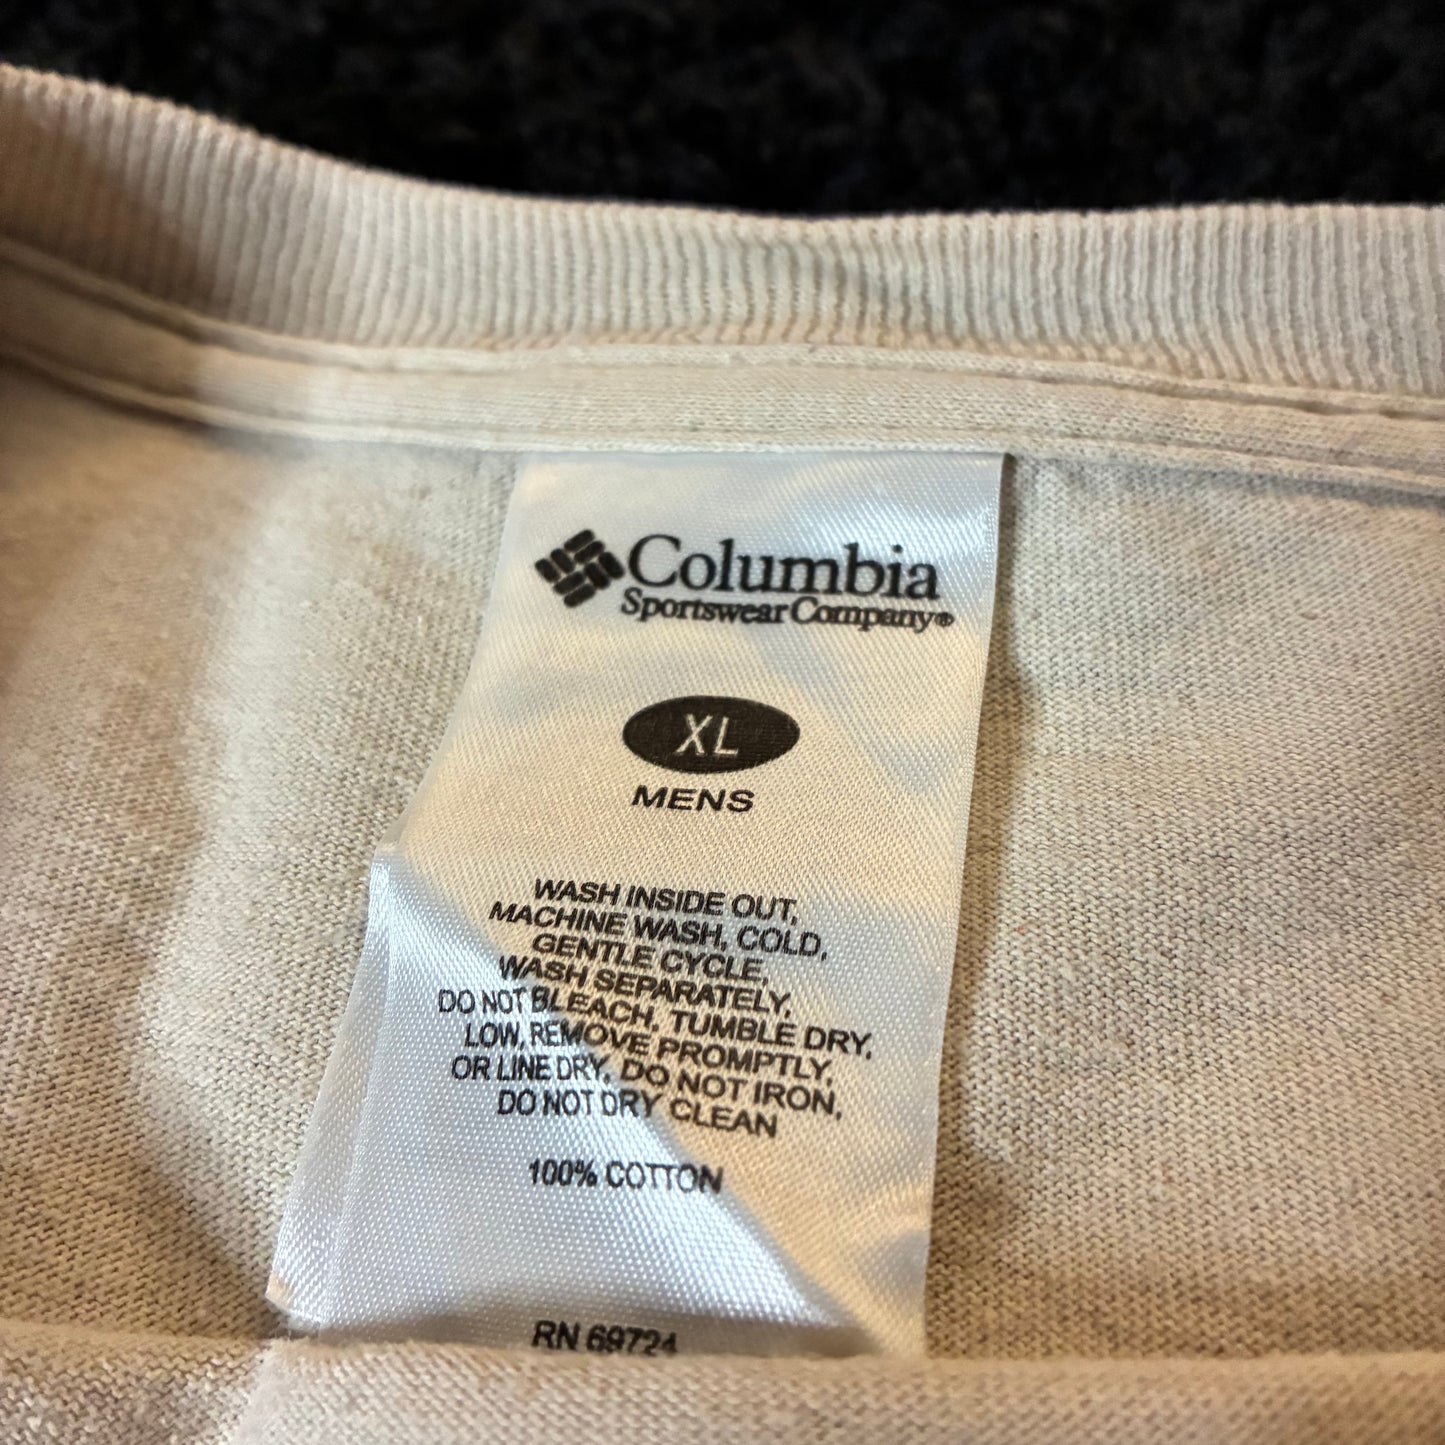 Columbia
Sportswear Company®
XL
MENS
WASH INSIDE OUT,
MACHINE WASH, COLD,
GENTLE CYCLE,
WASH SEPARATELY,
DO NOT BLEACH, TUMBLE DRY,
LOW, REMOVE PROMPTLY,
OR LINE DRY, DO NOT IRON,
DO NOT DRY CLEAN
100% COTTON
RN 69724